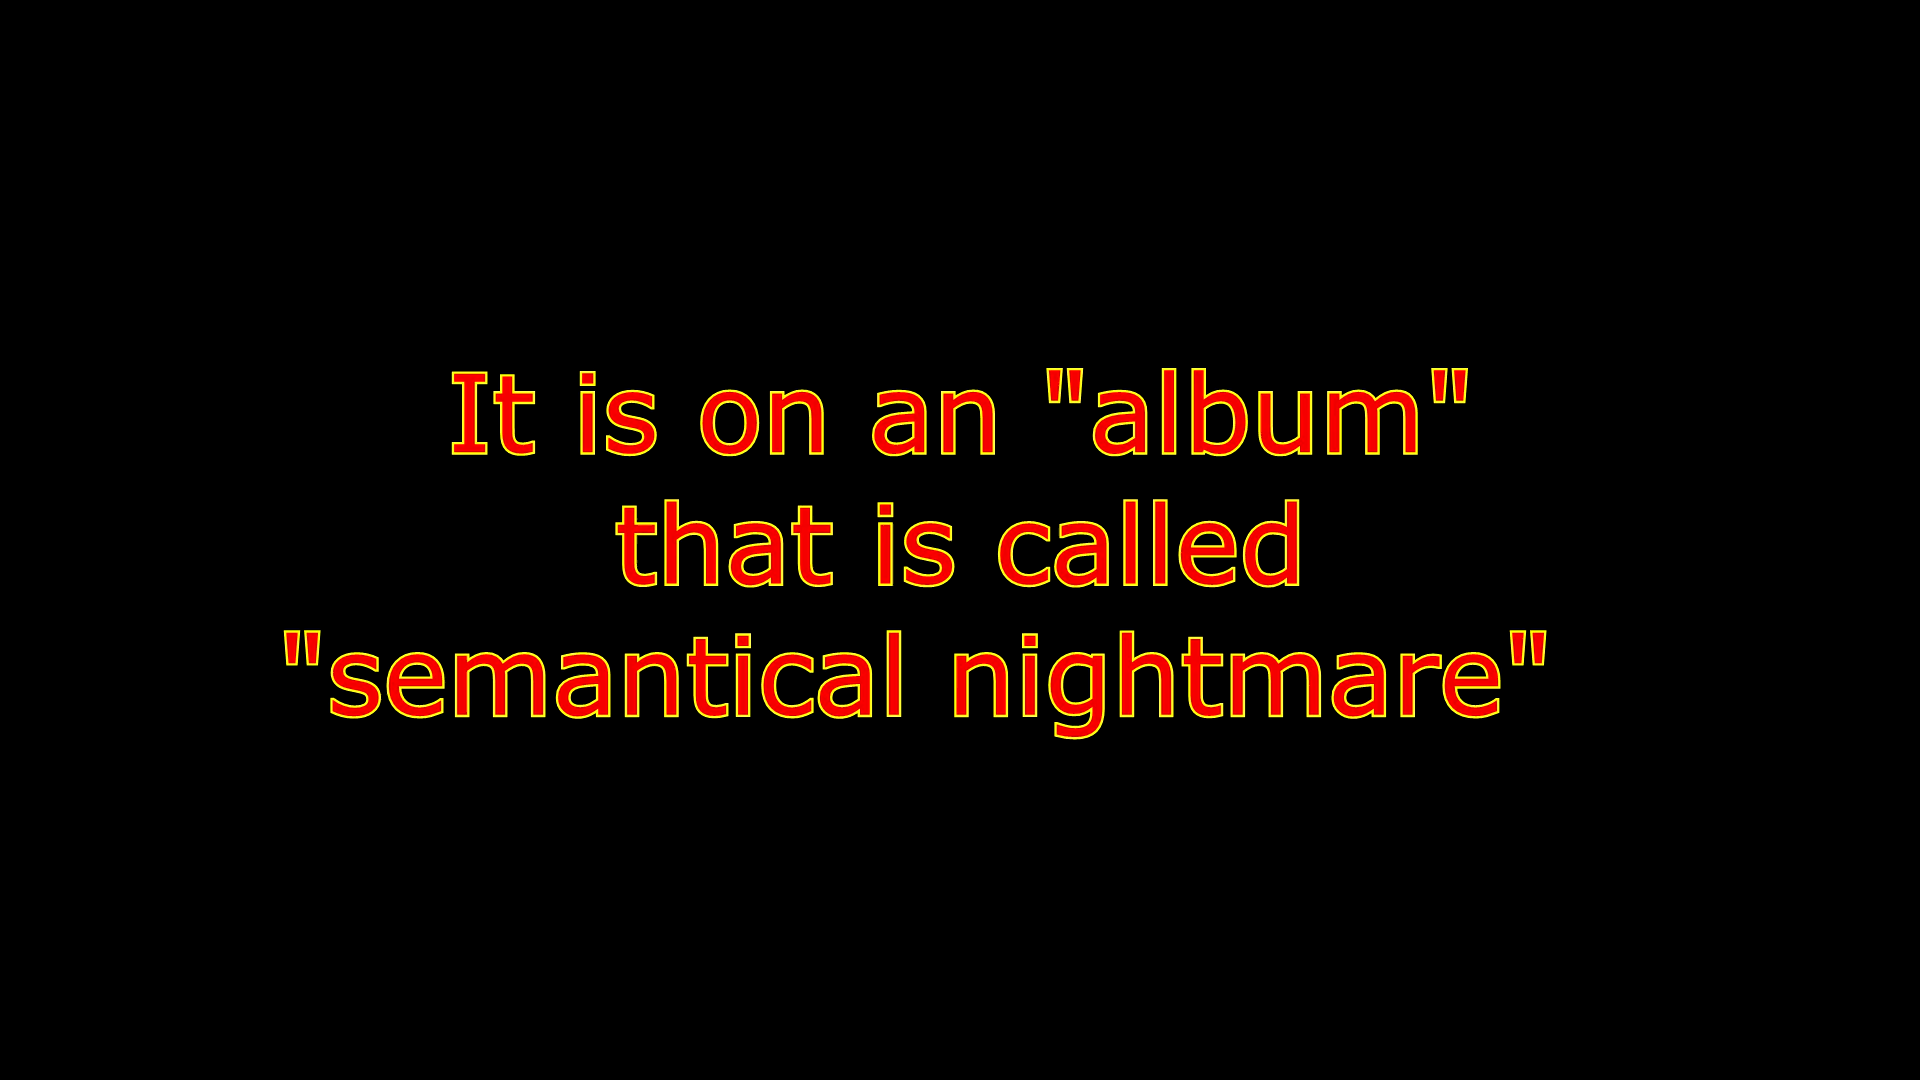 It is on an "album"
that is called
"semantical nightmare"